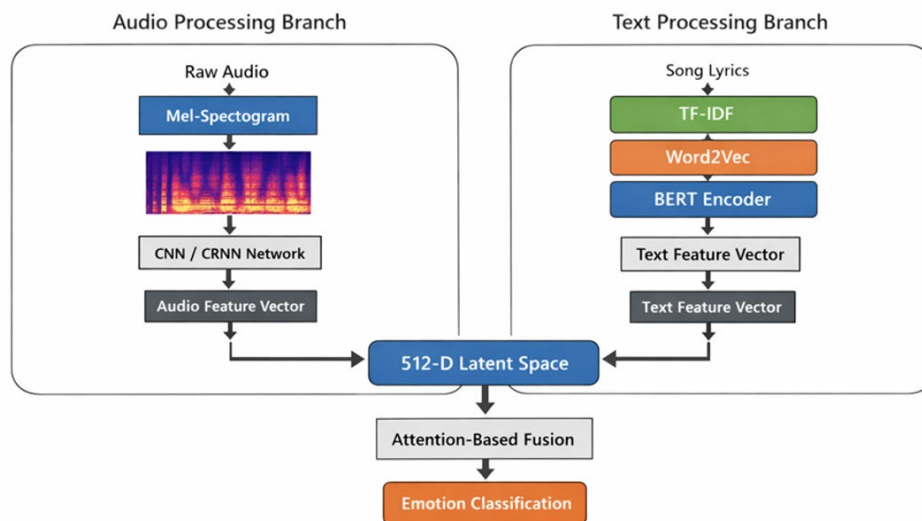 Audio Processing Branch
Raw Audio
Mel-Spectogram
CNN / CRNN Network
Audio Feature Vector
Text Processing Branch
Song Lyrics
TF-IDF
Word2Vec
BERT Encoder
Text Feature Vector
Text Feature Vector
512-D Latent Space
Attention-Based Fusion
Emotion Classification